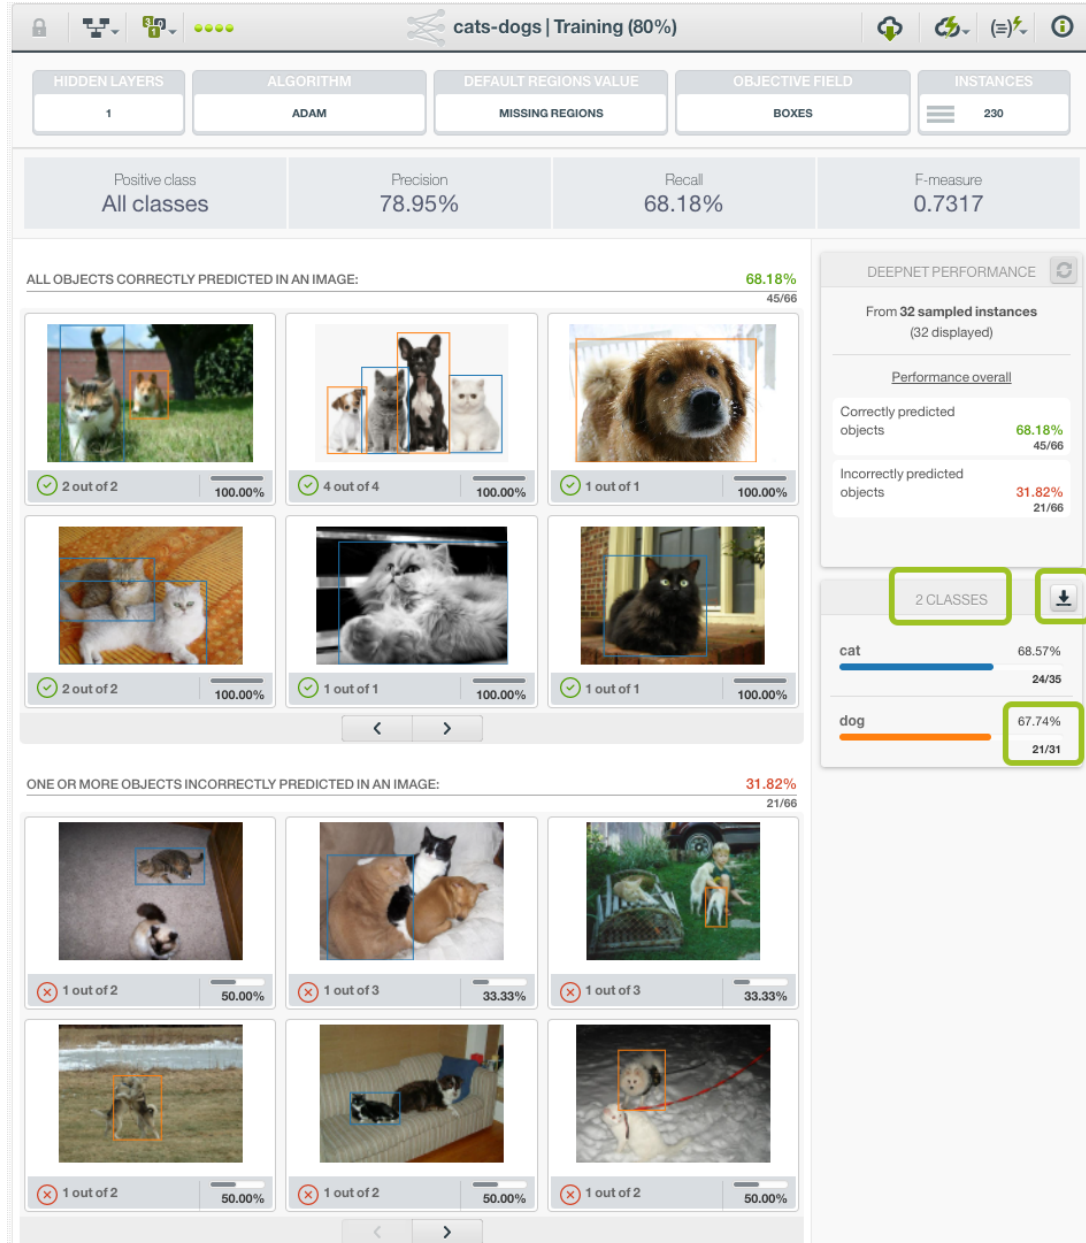 cats-dogs | Training (80%)
HIDDEN LAYERS
1
ALGORITHM
ADAM
DEFAULT REGIONS VALUE
MISSING REGIONS
OBJECTIVE FIELD
BOXES
INSTANCES
230
Positive class
All classes
Precision
78.95%
Recall
68.18%
F-measure
0.7317
ALL OBJECTS CORRECTLY PREDICTED IN AN IMAGE:
68.18%
45/66
2 out of 2
100.00%
4 out of 4
100.00%
1 out of 1
100.00%
2 out of 2
100.00%
1 out of 1
100.00%
1 out of 1
100.00%
ONE OR MORE OBJECTS INCORRECTLY PREDICTED IN AN IMAGE:
31.82%
21/66
1 out of 2
50.00%
1 out of 3
33.33%
1 out of 3
33.33%
1 out of 2
50.00%
1 out of 2
50.00%
1 out of 2
50.00%
DEEPNET PERFORMANCE
From 32 sampled instances
(32 displayed)
Performance overall
Correctly predicted
objects
68.18%
45/66
Incorrectly predicted
objects
31.82%
21/66
2 CLASSES
cat
68.57%
24/35
dog
67.74%
21/31